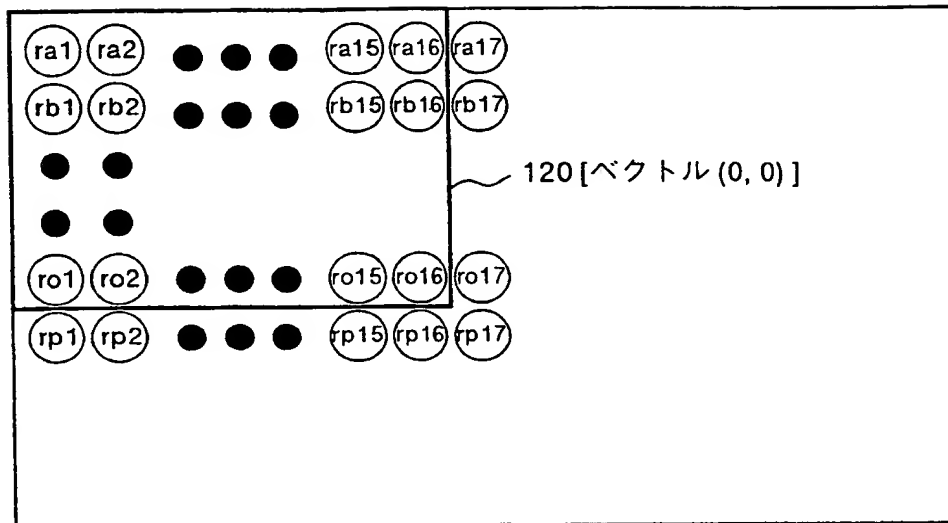 ra1 ra2 ra15 ra16 ra17
rb1 rb2 rb15 rb16 rb17
120 [ベクトル (0, 0) ]
ro1 ro2 ro15 ro16 ro17
rp1 rp2 rp15 rp16 rp17